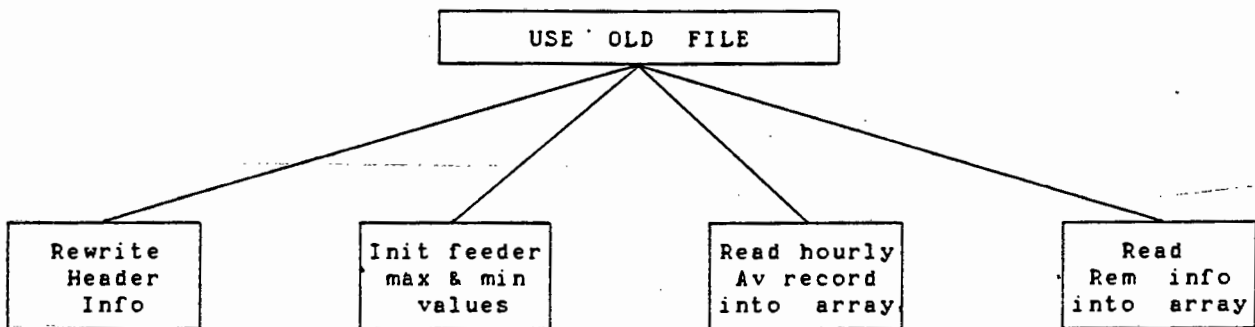 USE OLD FILE
Rewrite
Header
Info
Init feeder
max & min
values
Read hourly
Av record
into array
Read
Rem info
into array